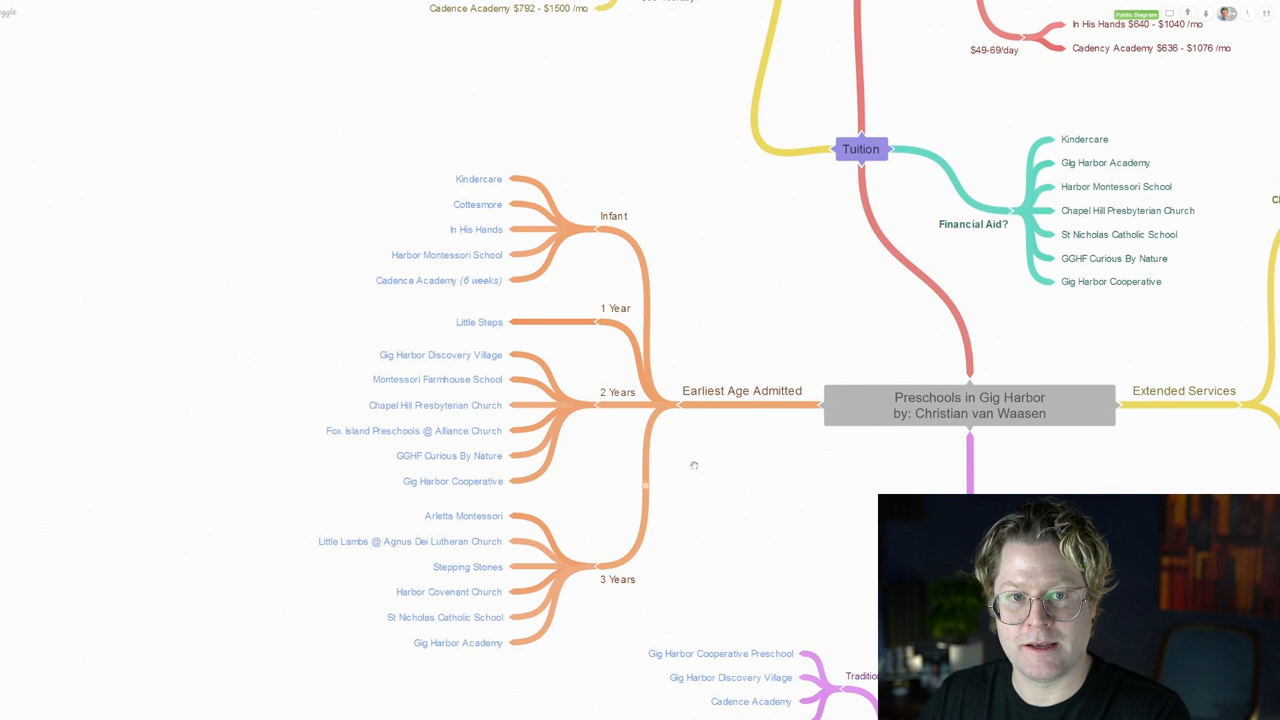 Cadence Academy $792 - $1500 /mo
Public Diagram
In His Hands $640 - $1040 /mo
$49-69/day
Cadency Academy $636 - $1076 /mo
Tuition
Financial Aid?
Kindercare
GIg Harbor Academy
Harbor Montessori School
Chapel Hill Presbyterian Church
St Nicholas Catholic School
GGHF Curious By Nature
Gig Harbor Cooperative
Kindercare
Cottesmore
In His Hands
Harbor Montessori School
Cadence Academy (6 weeks)
Infant
Little Steps
1 Year
Gig Harbor Discovery Village
Montessori Farmhouse School
Chapel Hill Presbyterian Church
Fox Island Preschools @ Alliance Church
GGHF Curious By Nature
Gig Harbor Cooperative
2 Years
Earliest Age Admitted
Preschools in Gig Harbor
by: Christian van Waasen
Extended Services
Arletta Montessori
Little Lambs @ Agnus Dei Lutheran Church
Stepping Stones
Harbor Covenant Church
St Nicholas Catholic School
Gig Harbor Academy
3 Years
Gig Harbor Cooperative Preschool
Gig Harbor Discovery Village
Cadence Academy